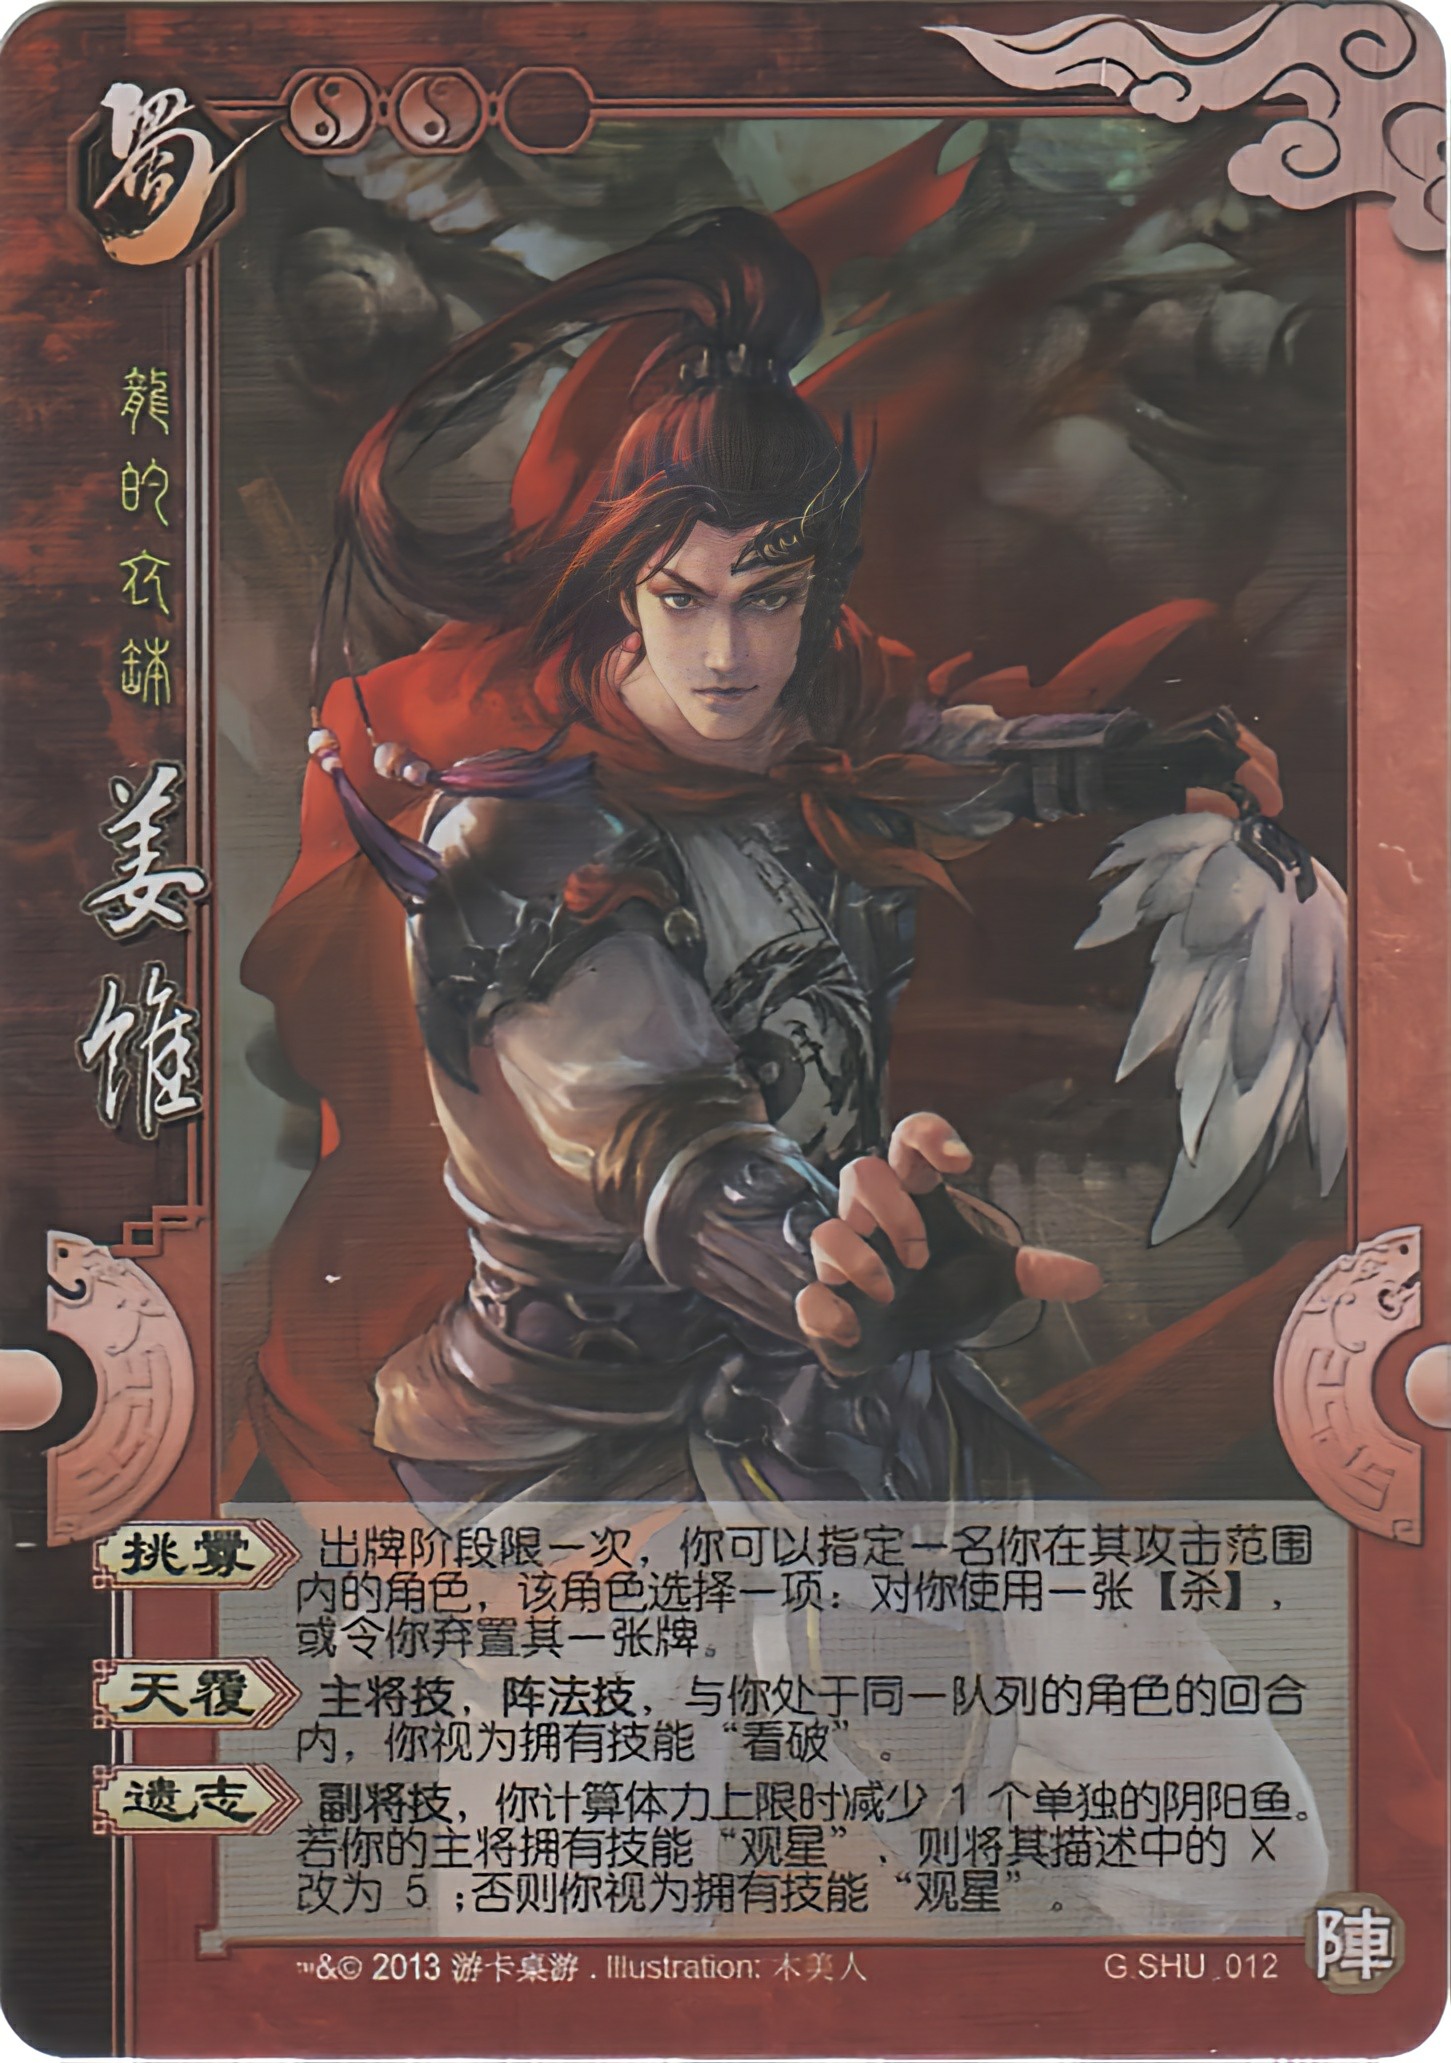 蜀
龍的衣钵
姜维
挑衅
出牌阶段限一次，你可以指定一名你在其攻击范围
内的角色，该角色选择一项：对你使用一张【杀】，
或令你弃置其一张牌。
天覆
主将技，阵法技，与你处于同一队列的角色的回合
内，你视为拥有技能“看破”。
遗志
副将技，你计算体力上限时减少 1 个单独的阴阳鱼。
若你的主将拥有技能“观星”，则将其描述中的 X
改为 5 ;否则你视为拥有技能“观星”。
™&© 2013 游卡桌游 . Illustration: 木美人
G.SHU 012
陣